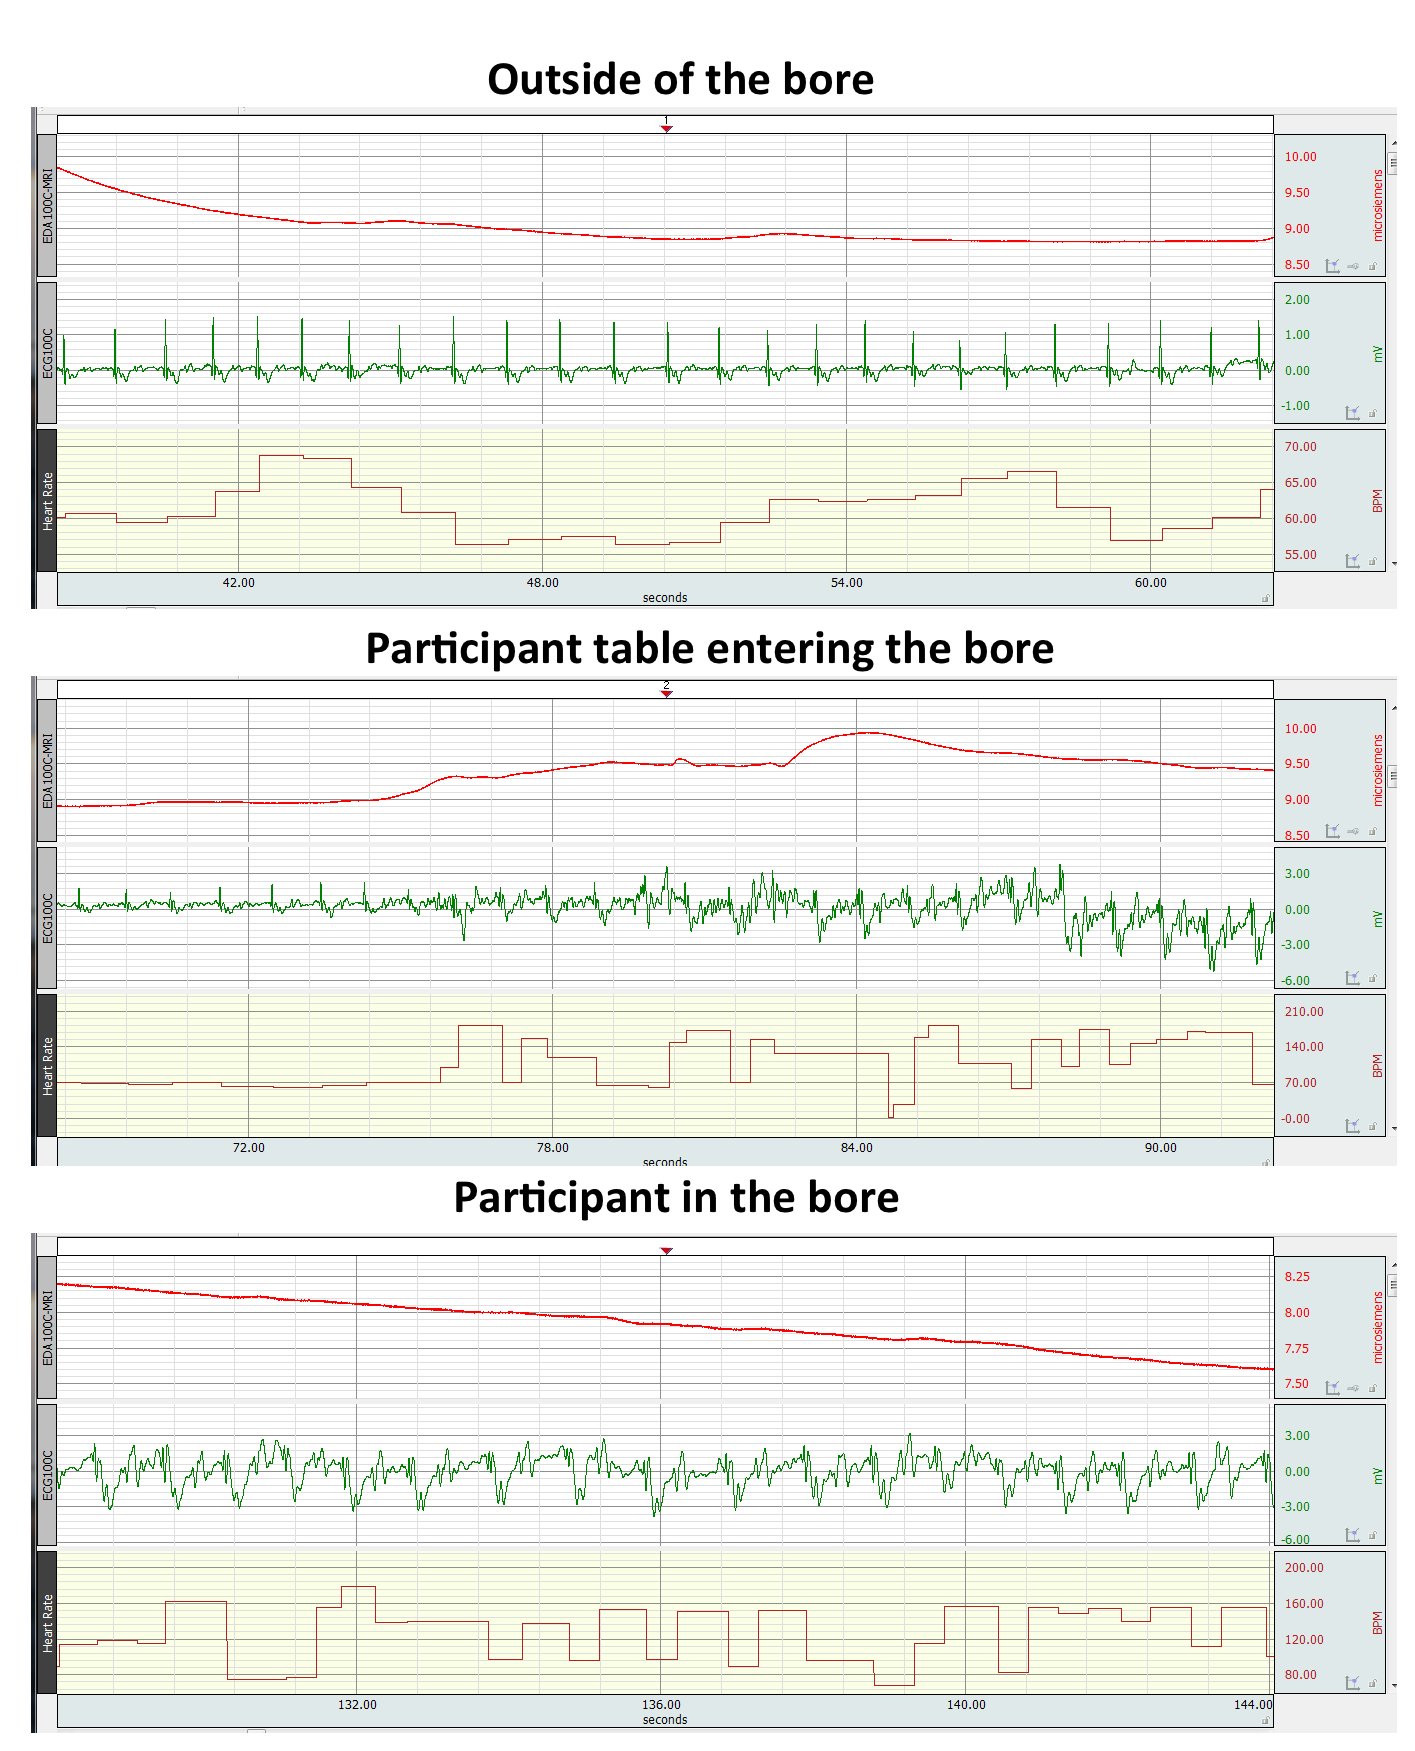 Outside of the bore
1
EDA100C-MRI
10.00
9.50
9.00
8.50
microsiemens
ECG100C
2.00
1.00
0.00
-1.00
mV
Heart Rate
70.00
65.00
60.00
55.00
BPM
42.00 48.00 54.00 60.00
seconds
Participant table entering the bore
2
EDA100C-MRI
10.00
9.50
9.00
8.50
microsiemens
ECG100C
3.00
0.00
-3.00
-6.00
mV
Heart Rate
210.00
140.00
70.00
-0.00
BPM
72.00 78.00 84.00 90.00
seconds
Participant in the bore
EDA100C-MRI
8.25
8.00
7.75
7.50
microsiemens
ECG100C
3.00
0.00
-3.00
-6.00
mV
Heart Rate
200.00
160.00
120.00
80.00
BPM
132.00 136.00 140.00 144.00
seconds